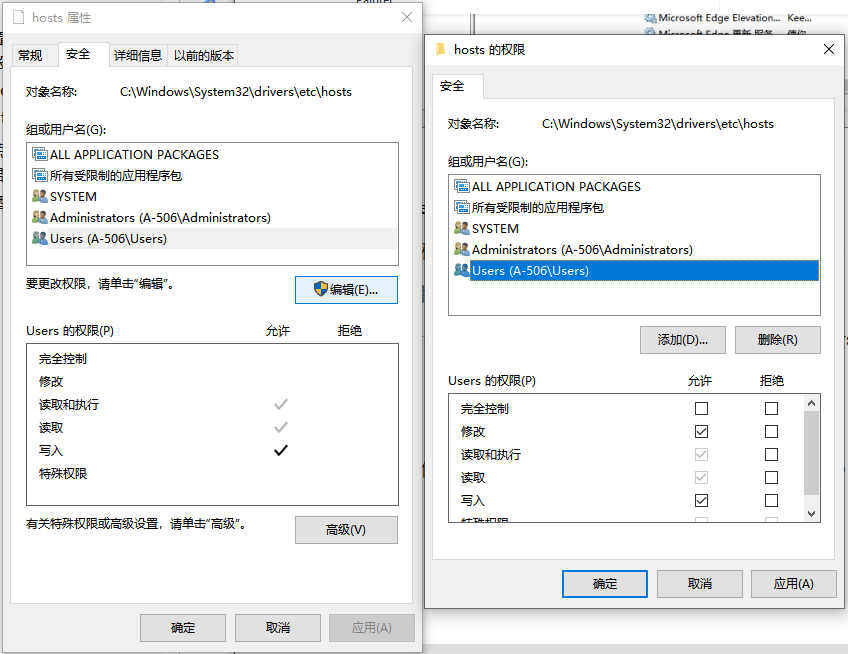 hosts 属性
常规
安全
详细信息
以前的版本
对象名称:
C:\Windows\System32\drivers\etc\hosts
组或用户名(G):
ALL APPLICATION PACKAGES
所有受限制的应用程序包
SYSTEM
Administrators (A-506\Administrators)
Users (A-506\Users)
要更改权限，请单击“编辑”。
编辑(E)...
Users 的权限(P)
允许
拒绝
完全控制
修改
读取和执行
读取
写入
特殊权限
有关特殊权限或高级设置，请单击“高级”。
高级(V)
确定
取消
应用(A)
Microsoft Edge Elevation...
Kee...
hosts 的权限
安全
对象名称:
C:\Windows\System32\drivers\etc\hosts
组或用户名(G):
ALL APPLICATION PACKAGES
所有受限制的应用程序包
SYSTEM
Administrators (A-506\Administrators)
Users (A-506\Users)
添加(D)...
删除(R)
Users 的权限(P)
允许
拒绝
完全控制
修改
读取和执行
读取
写入
特殊权限
确定
取消
应用(A)